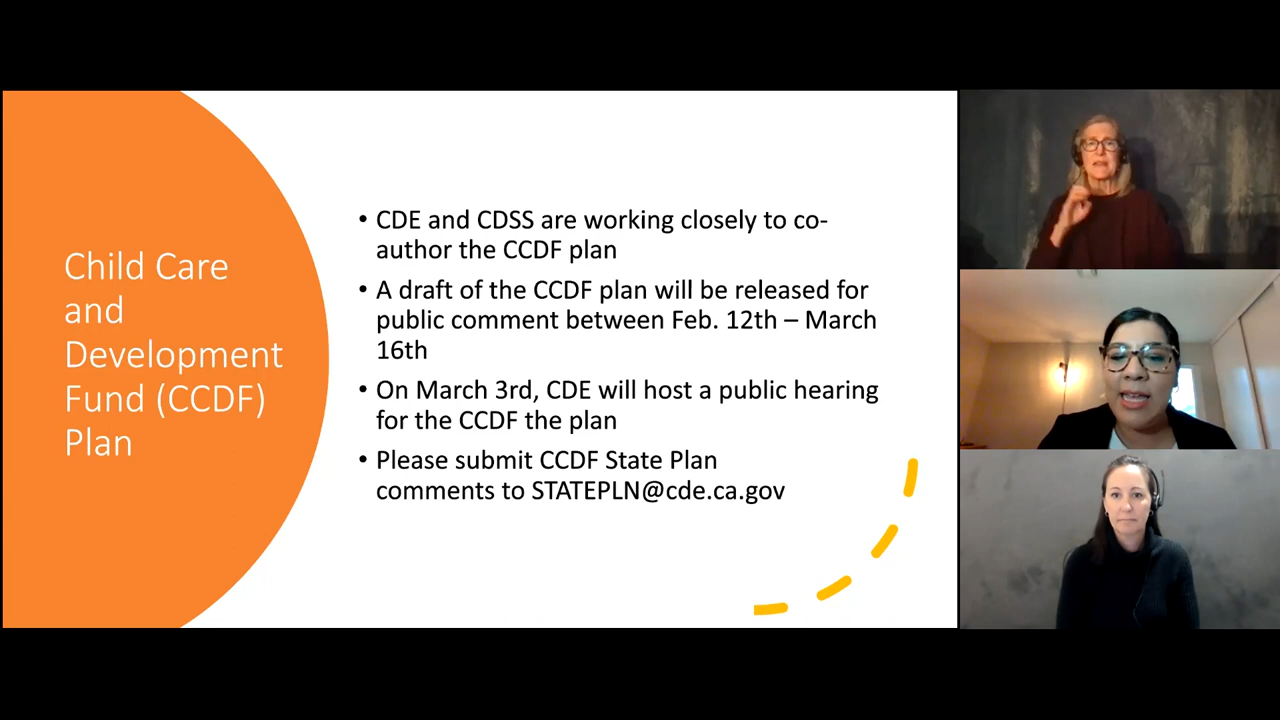 Child Care
and
Development
Fund (CCDF)
Plan
• CDE and CDSS are working closely to co-
author the CCDF plan
• A draft of the CCDF plan will be released for
public comment between Feb. 12th – March
16th
• On March 3rd, CDE will host a public hearing
for the CCDF the plan
• Please submit CCDF State Plan
comments to STATEPLN@cde.ca.gov